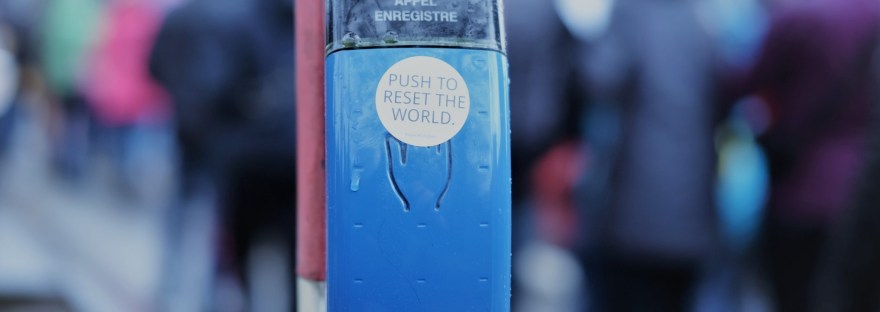 APPEL
ENREGISTRE
PUSH TO
RESET THE
WORLD.